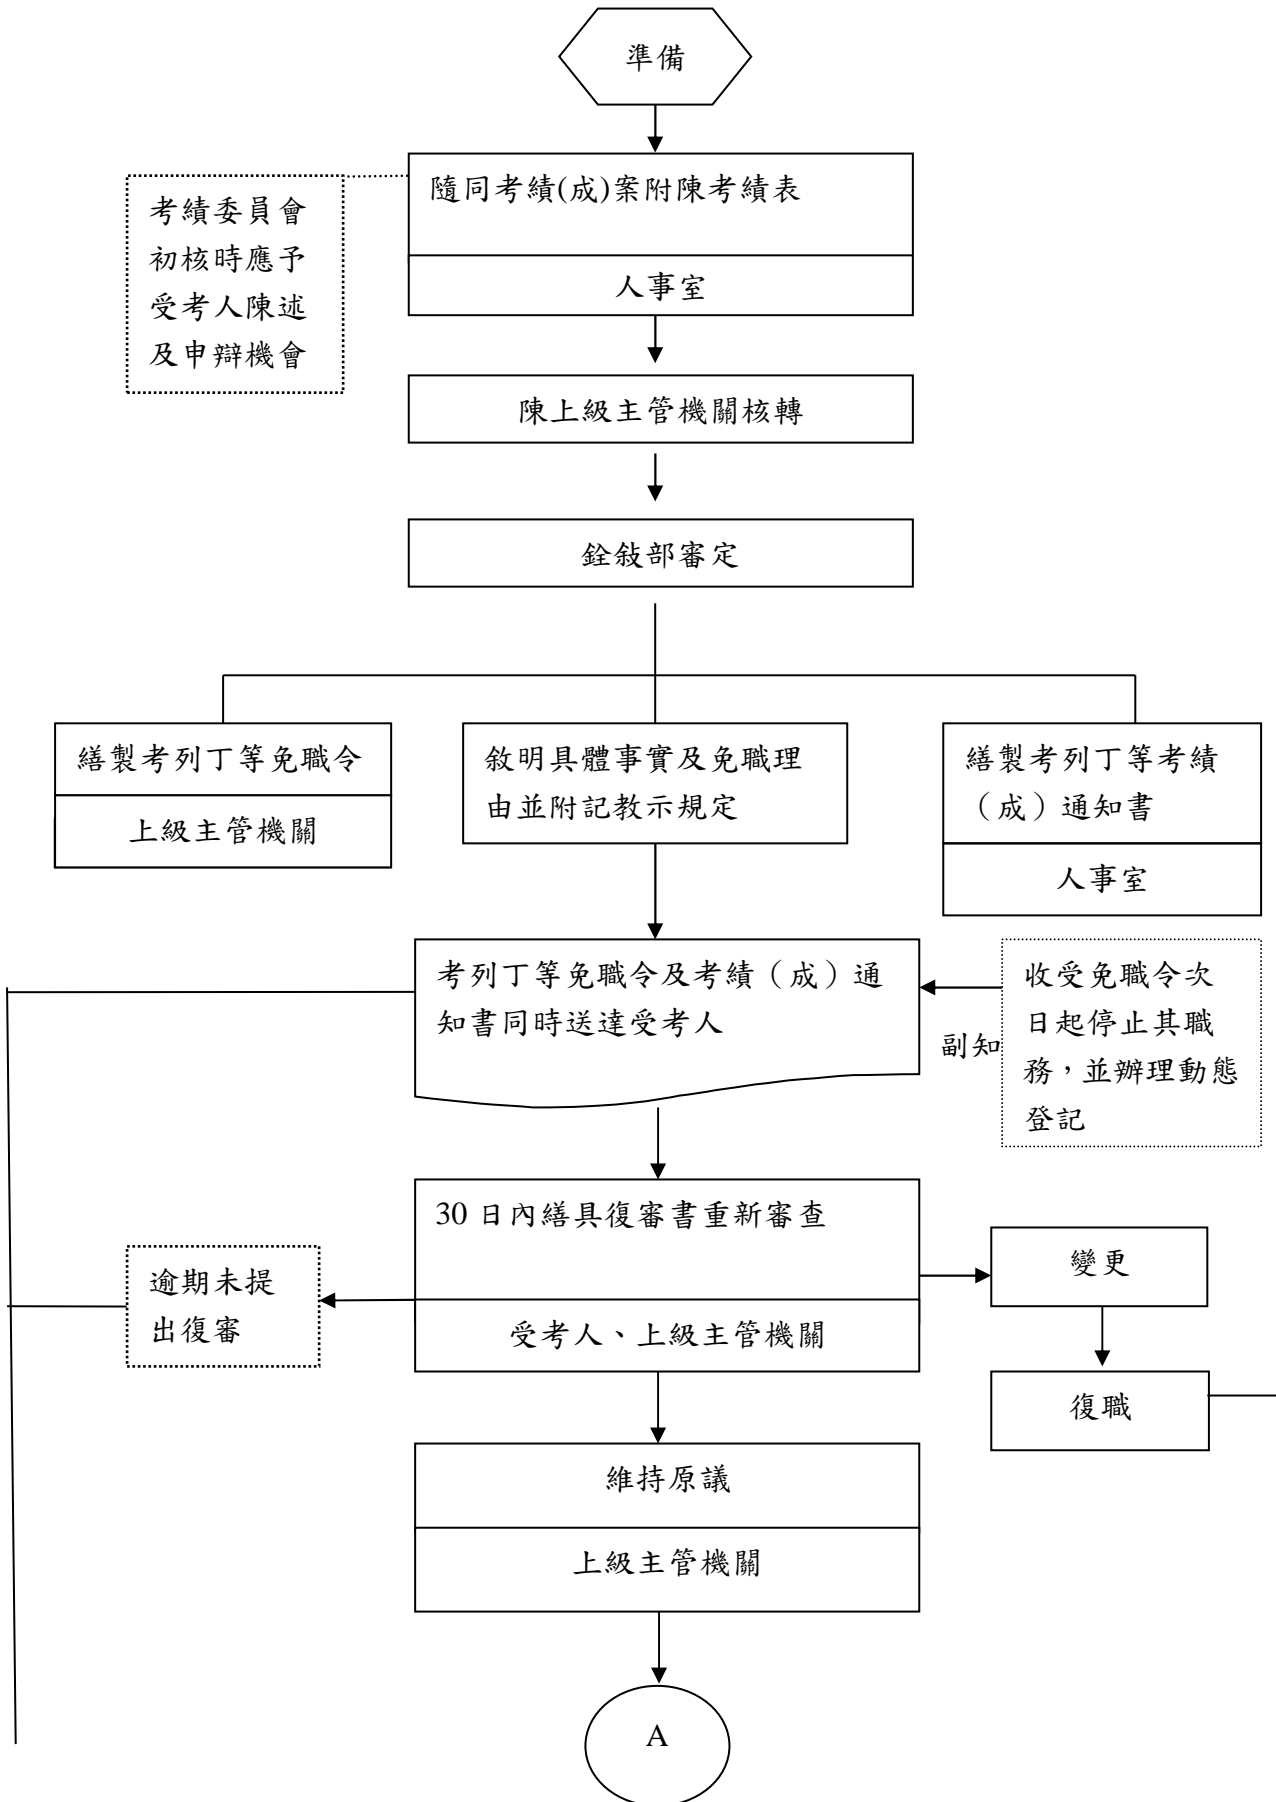 準備
隨同考績(成)案附陳考績表
人事室
考績委員會
初核時應予
受考人陳述
及申辯機會
陳上級主管機關核轉
銓敍部審定
繕製考列丁等免職令
上級主管機關
敘明具體事實及免職理
由並附記教示規定
繕製考列丁等考績
（成）通知書
人事室
考列丁等免職令及考績（成）通
知書同時送達受考人
副知
收受免職令次
日起停止其職
務，並辦理動態
登記
30 日內繕具復審書重新審查
受考人、上級主管機關
逾期未提
出復審
變更
復職
維持原議
上級主管機關
A